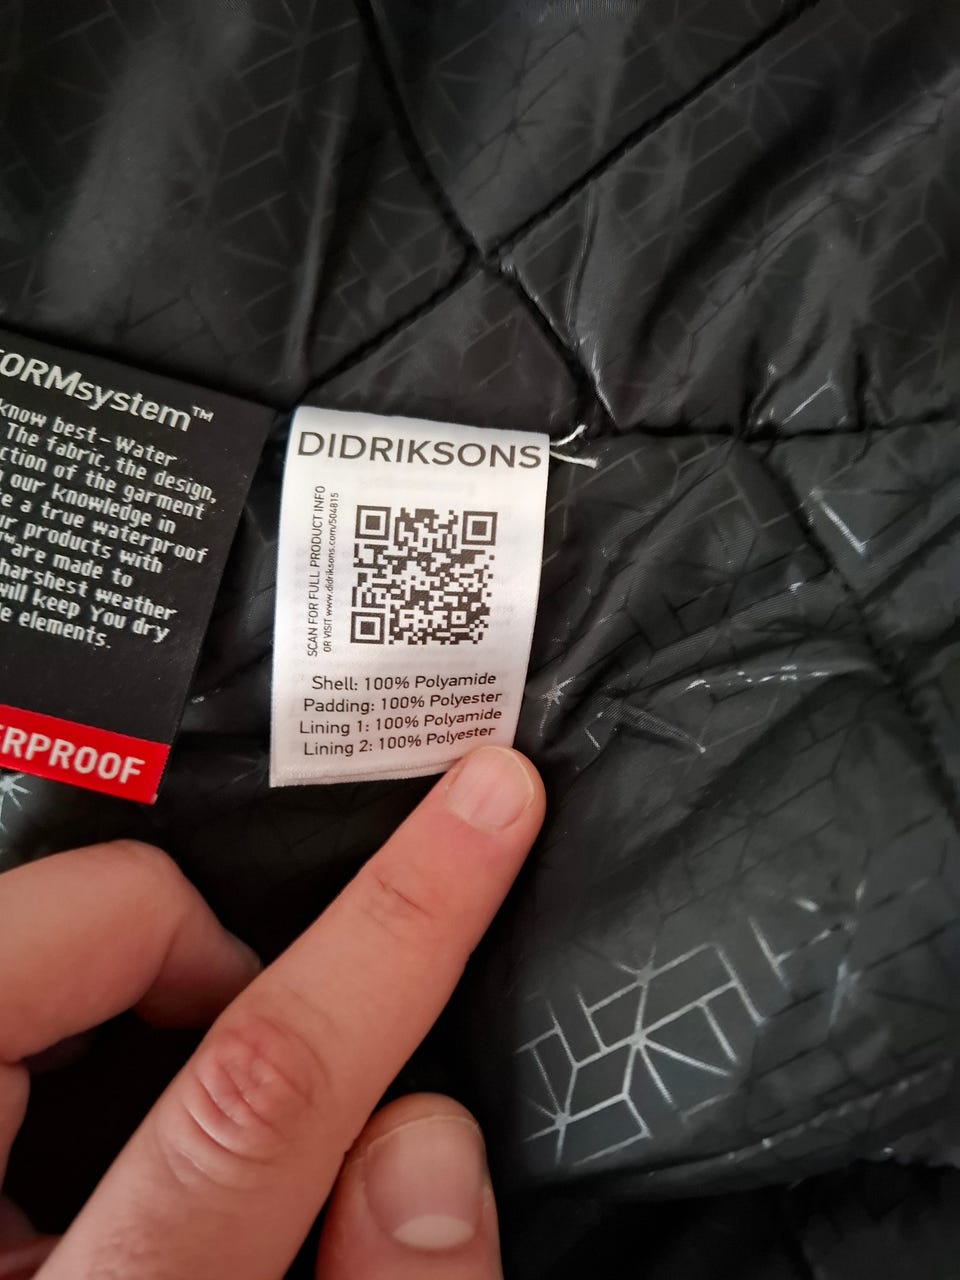 ORMsystem™
know best - Water
The fabric, the design,
ction of the garment
our knowledge in
e a true waterproof
ur products with
are made to
harshest weather
will keep You dry
e elements.
ERPROOF
DIDRIKSONS
SCAN FOR FULL PRODUCT INFO
OR VISIT www.didriksons.com/504815
Shell: 100% Polyamide
Padding: 100% Polyester
Lining 1: 100% Polyamide
Lining 2: 100% Polyester